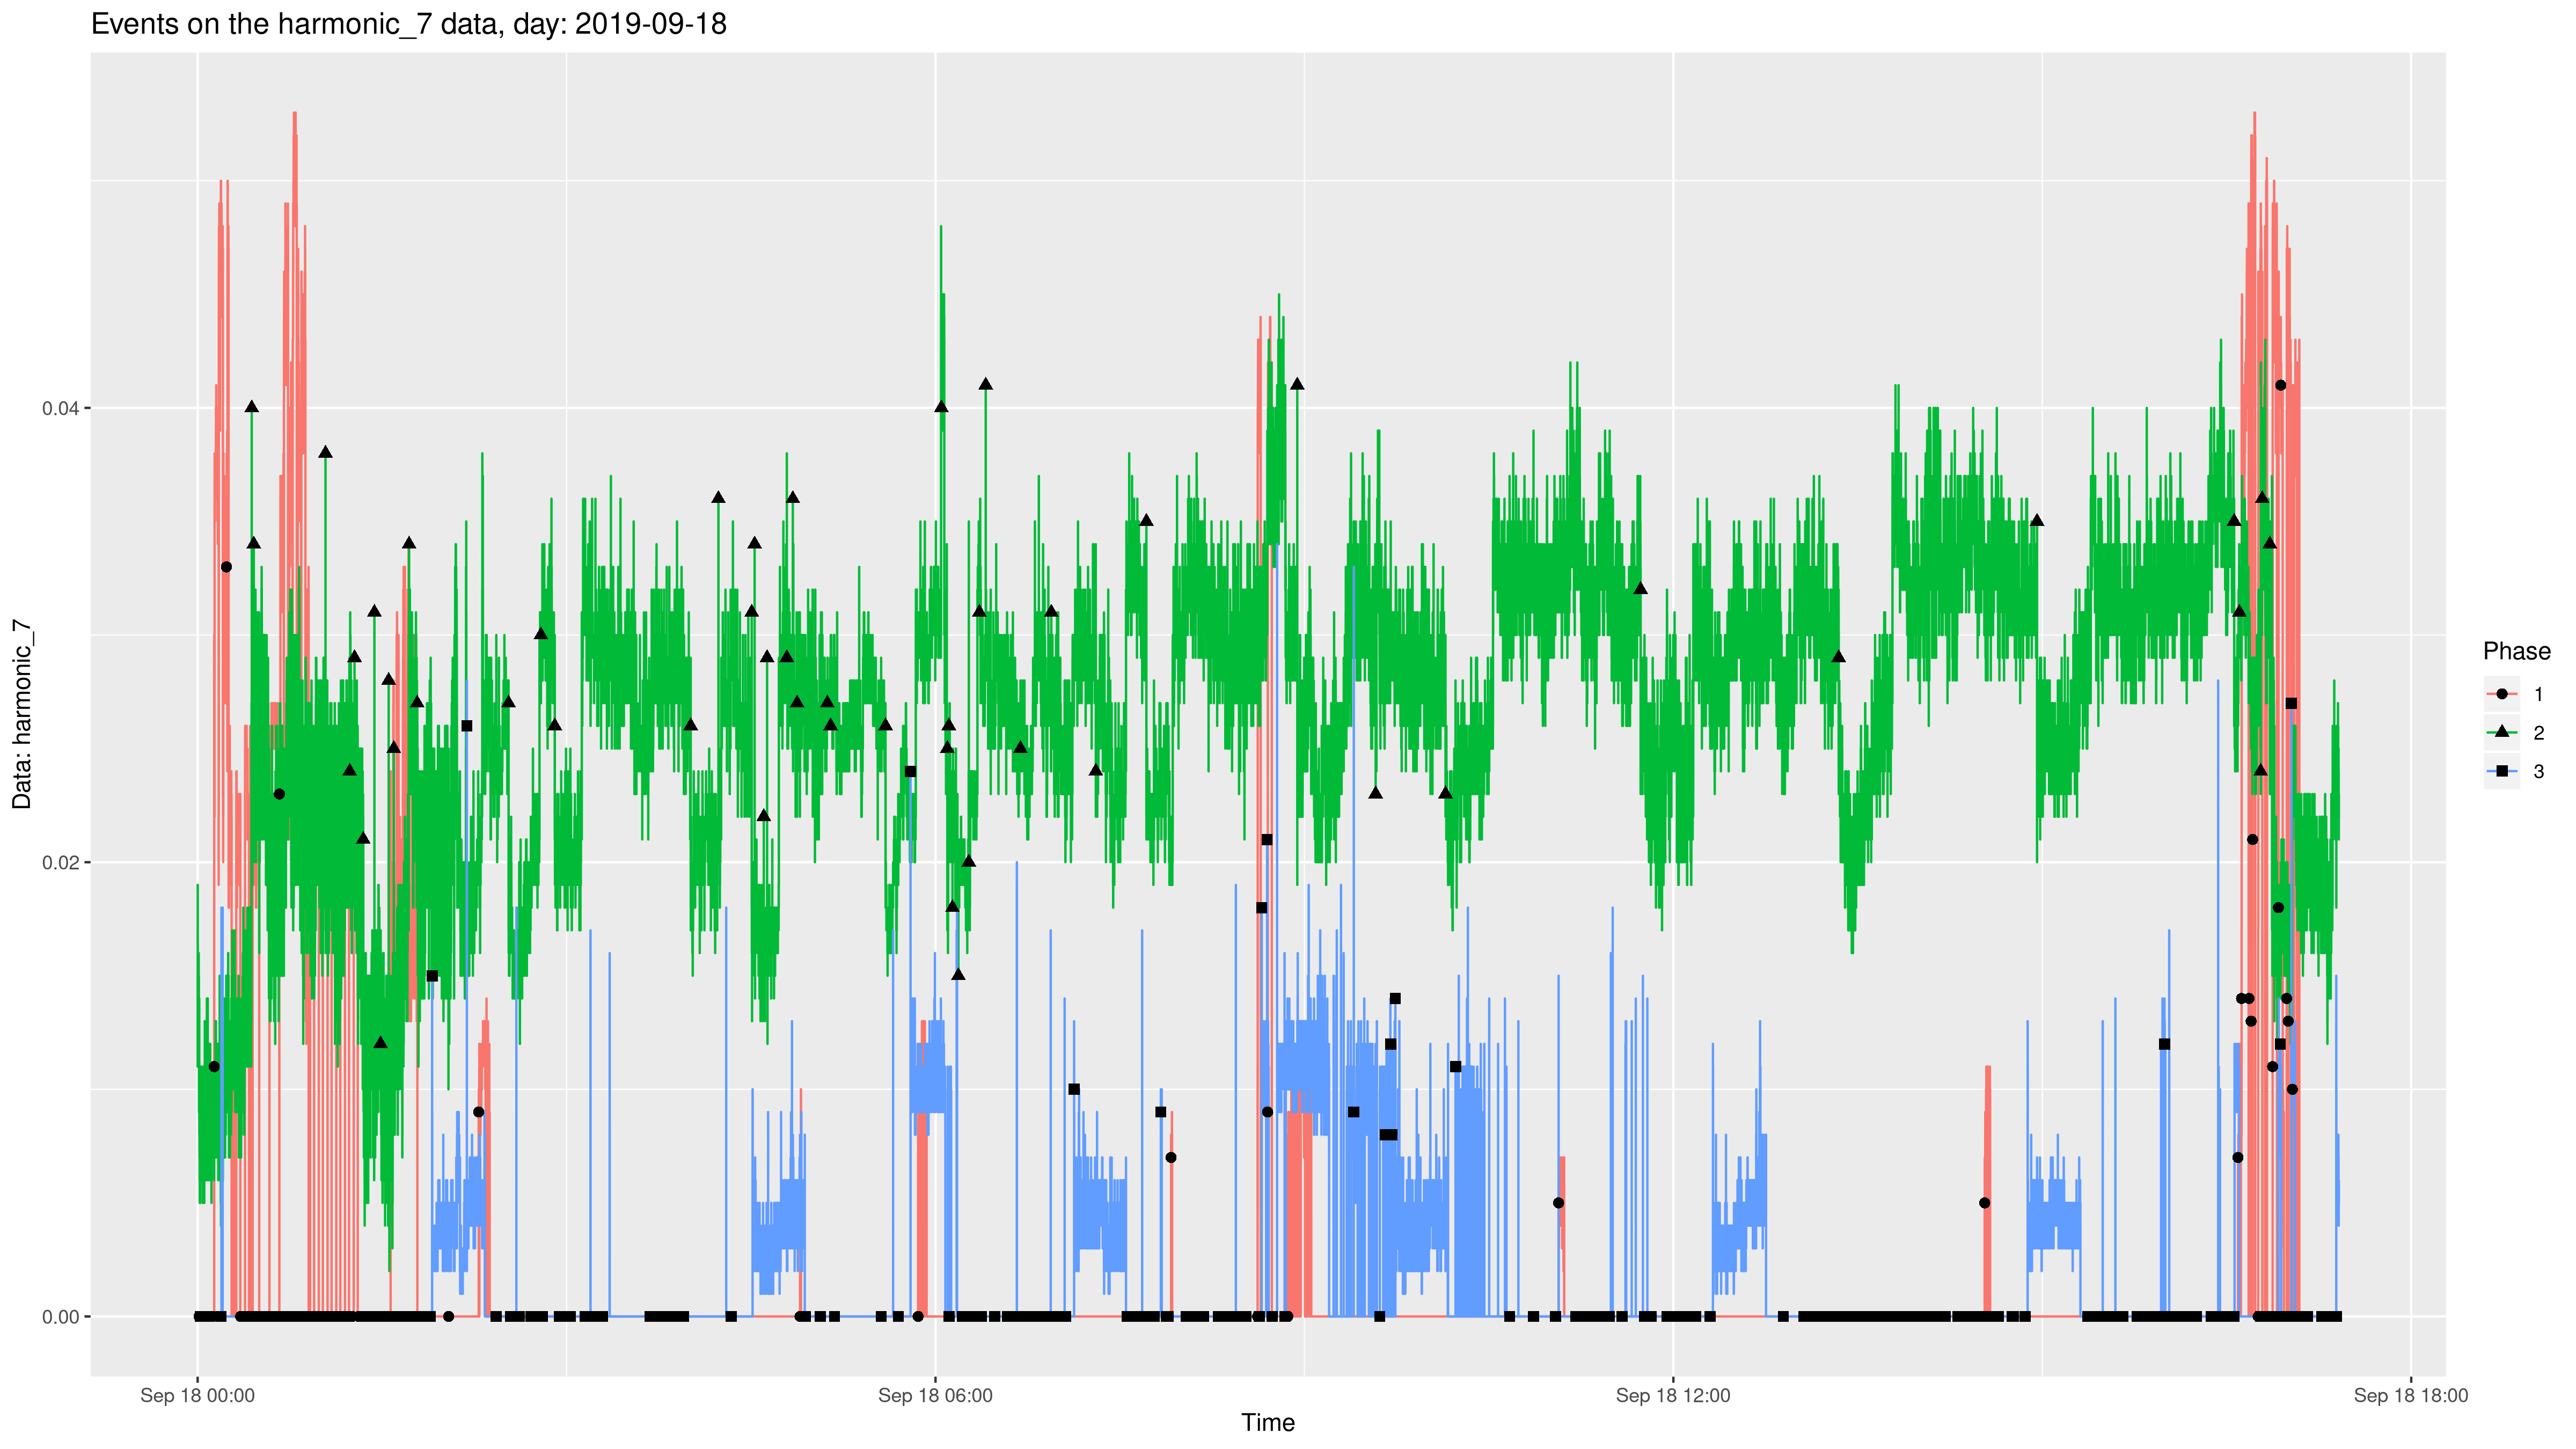 Events on the harmonic_7 data, day: 2019-09-18
Data: harmonic_7
0.04
0.02
0.00
Sep 18 00:00
Sep 18 06:00
Sep 18 12:00
Sep 18 18:00
Time
Phase
1
2
3